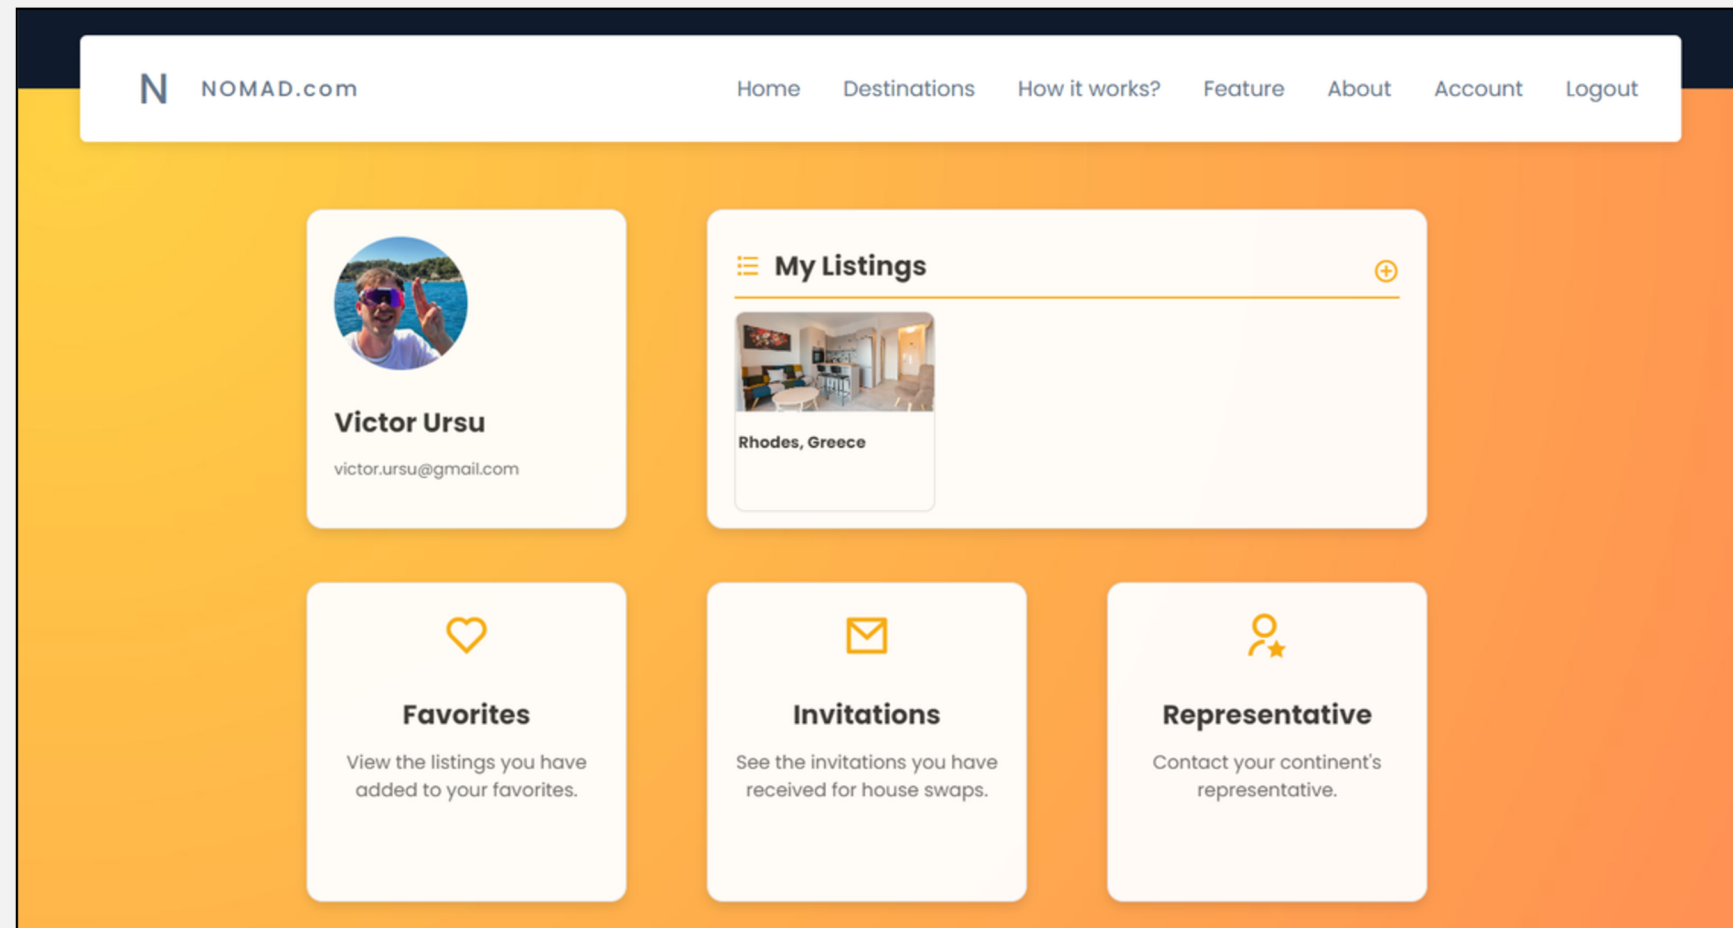 N NOMAD.com Home Destinations How it works? Feature About Account Logout
Victor Ursu
victor.ursu@gmail.com
My Listings
Rhodes, Greece
Favorites
View the listings you have
added to your favorites.
Invitations
See the invitations you have
received for house swaps.
Representative
Contact your continent's
representative.